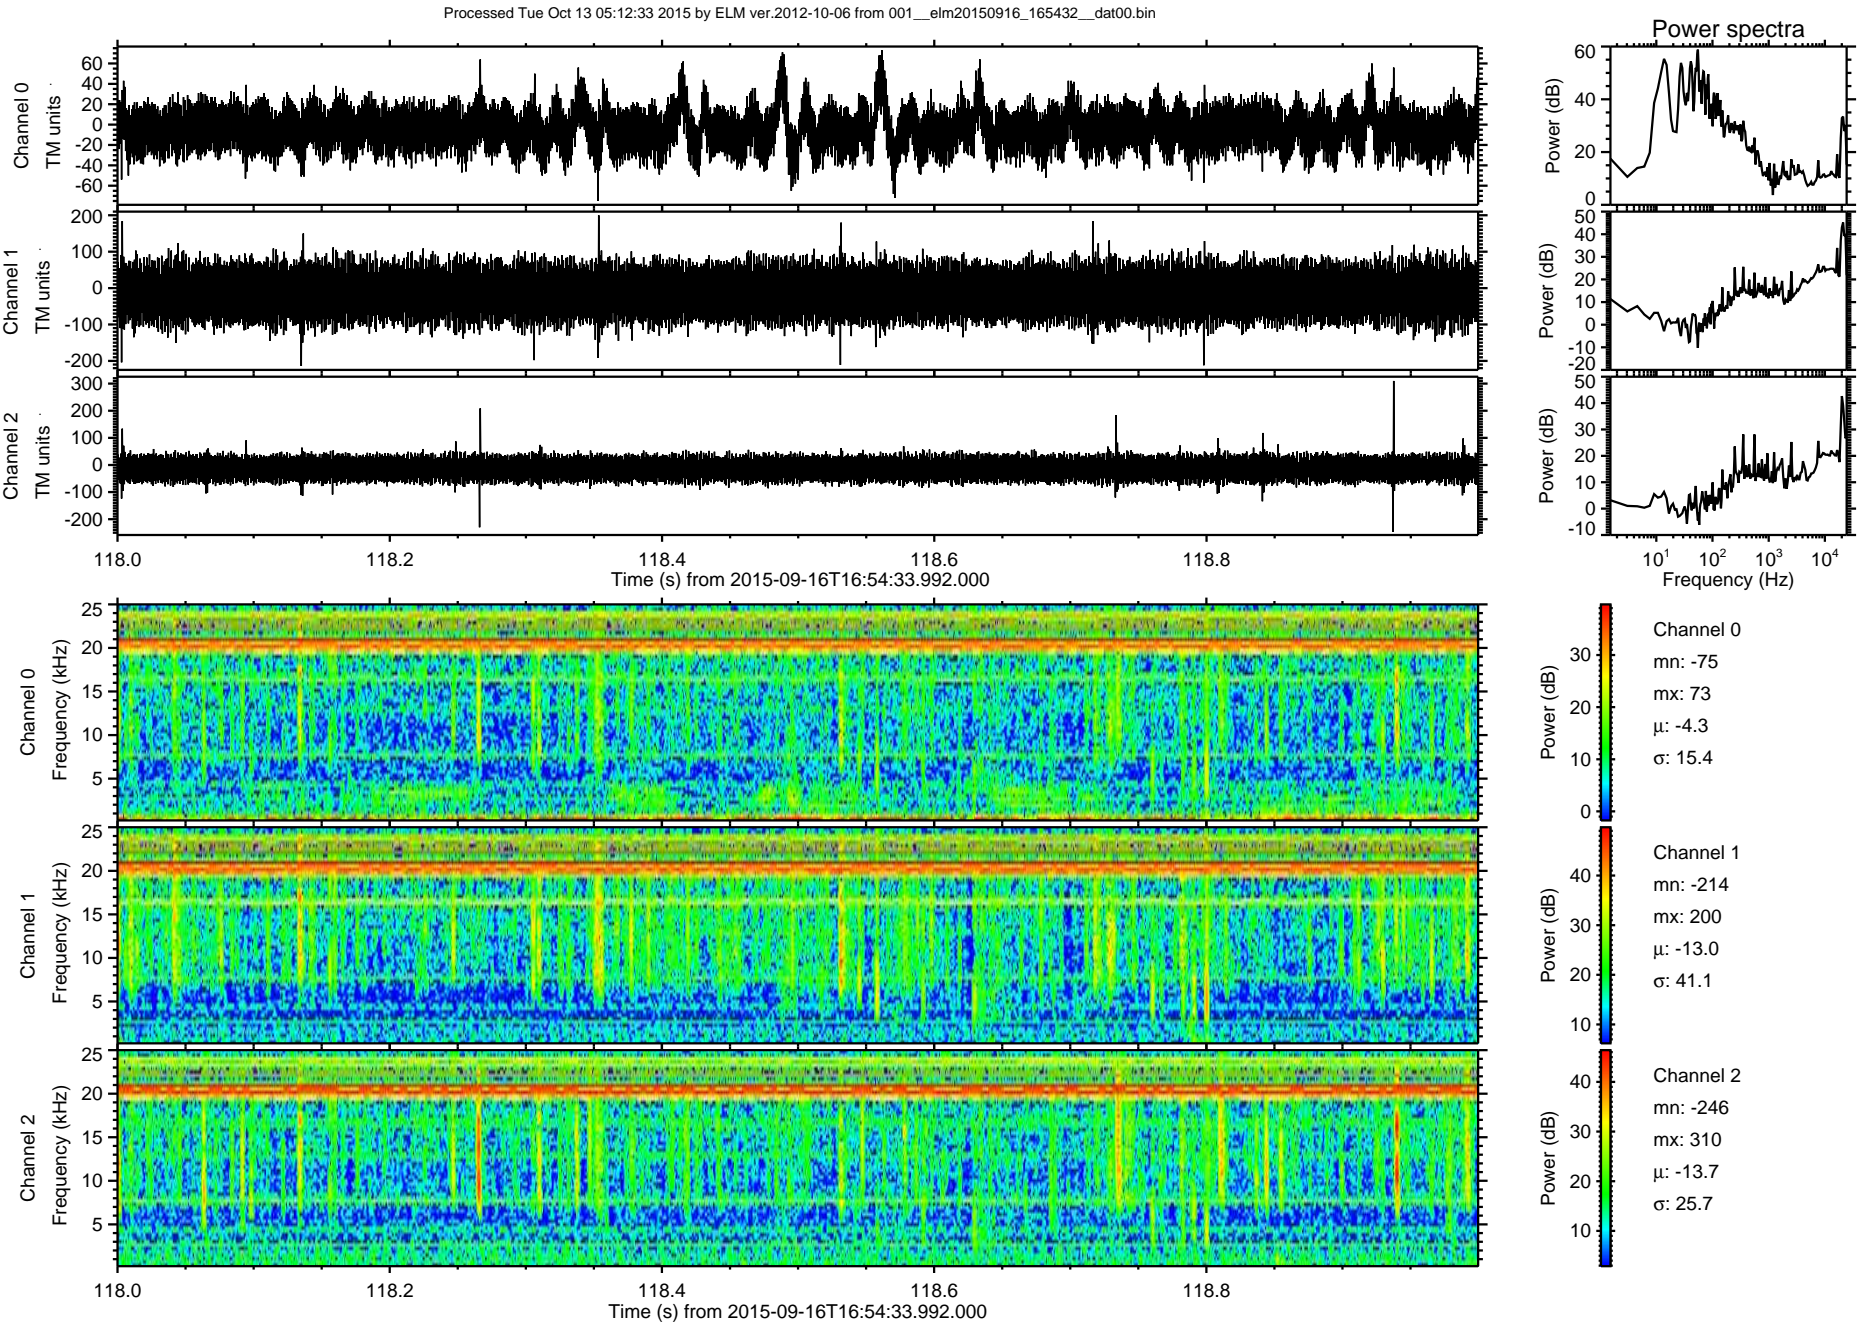 Processed Tue Oct 13 05:12:33 2015 by ELM ver.2012-10-06 from 001__elm20150916_165432__dat00.bin
Power spectra
Channel 0
TM units
60
40
20
0
-20
-40
-60
Power (dB)
60
40
20
0
Channel 1
TM units
200
100
0
-100
-200
Power (dB)
50
40
30
20
10
0
-10
-20
Channel 2
TM units
300
200
100
0
-100
-200
Power (dB)
50
40
30
20
10
0
-10
118.0 118.2 118.4 118.6 118.8
Time (s) from 2015-09-16T16:54:33.992.000
10^1 10^2 10^3 10^4
Frequency (Hz)
Channel 0
Frequency (kHz)
25
20
15
10
5
Power (dB)
30
20
10
0
Channel 0
mn: -75
mx: 73
μ: -4.3
σ: 15.4
Channel 1
Frequency (kHz)
25
20
15
10
5
Power (dB)
40
30
20
10
Channel 1
mn: -214
mx: 200
μ: -13.0
σ: 41.1
Channel 2
Frequency (kHz)
25
20
15
10
5
Power (dB)
40
30
20
10
Channel 2
mn: -246
mx: 310
μ: -13.7
σ: 25.7
118.0 118.2 118.4 118.6 118.8
Time (s) from 2015-09-16T16:54:33.992.000